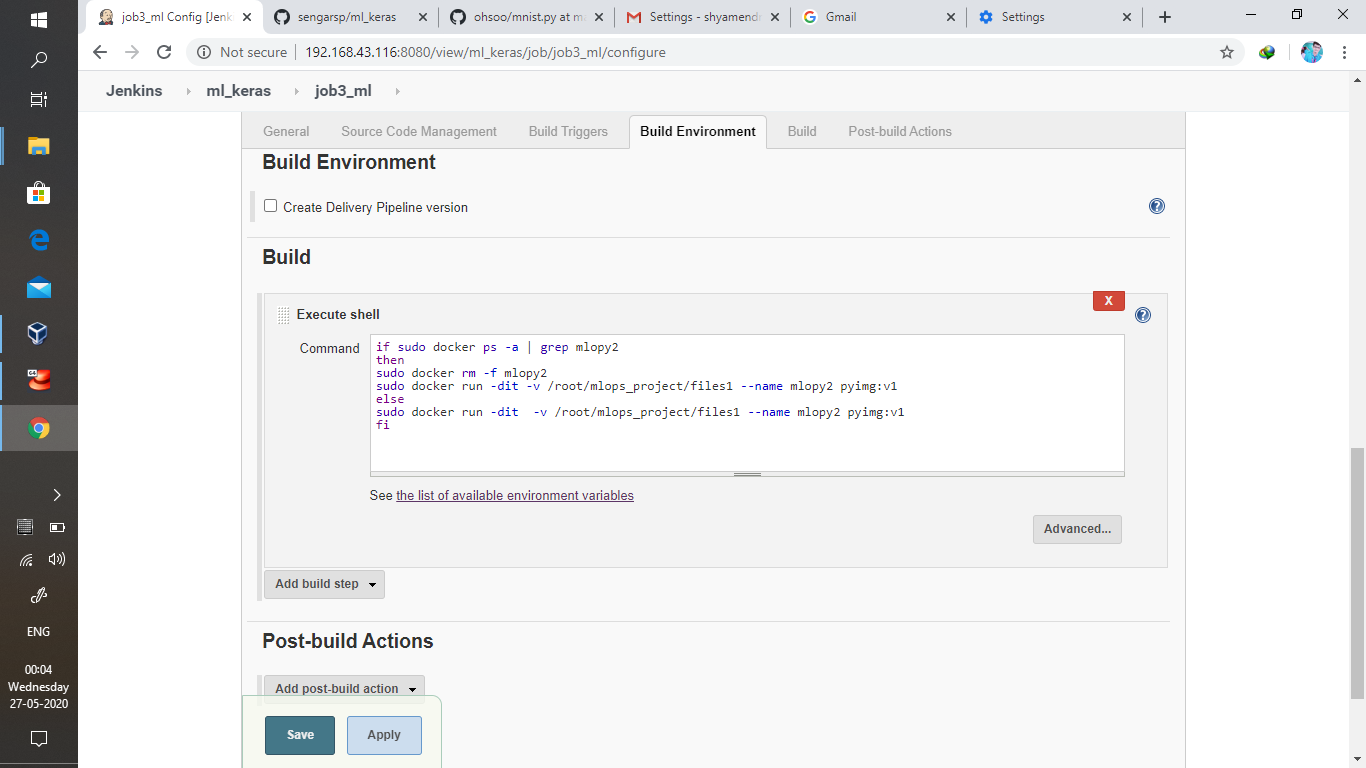 job3_ml Config [Jenk
sengarsp/ml_keras
ohsoo/mnist.py at ma
Settings - shyamendr
Gmail
Settings
Not secure
192.168.43.116:8080/view/ml_keras/job/job3_ml/configure
Jenkins
ml_keras
job3_ml
General
Source Code Management
Build Triggers
Build Environment
Build
Post-build Actions
Build Environment
Create Delivery Pipeline version
?
Build
X
Execute shell
?
Command
if sudo docker ps -a | grep mlopy2
then
sudo docker rm -f mlopy2
sudo docker run -dit -v /root/mlops_project/files1 --name mlopy2 pyimg:v1
else
sudo docker run -dit  -v /root/mlops_project/files1 --name mlopy2 pyimg:v1
fi
See the list of available environment variables
Advanced...
Add build step
Post-build Actions
Add post-build action
Save
Apply
64
ENG
00:04
Wednesday
27-05-2020